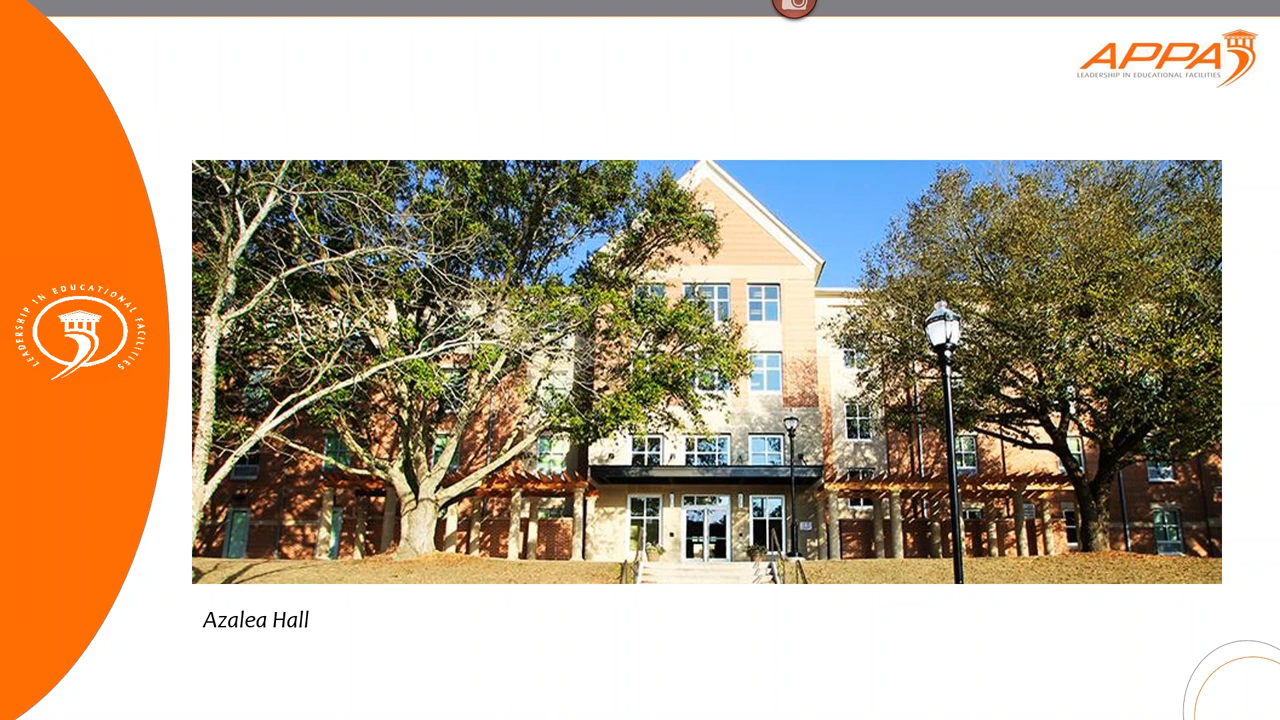 APPA
LEADERSHIP IN EDUCATIONAL FACILITIES
LEADERSHIP IN EDUCATIONAL FACILITIES
Azalea Hall